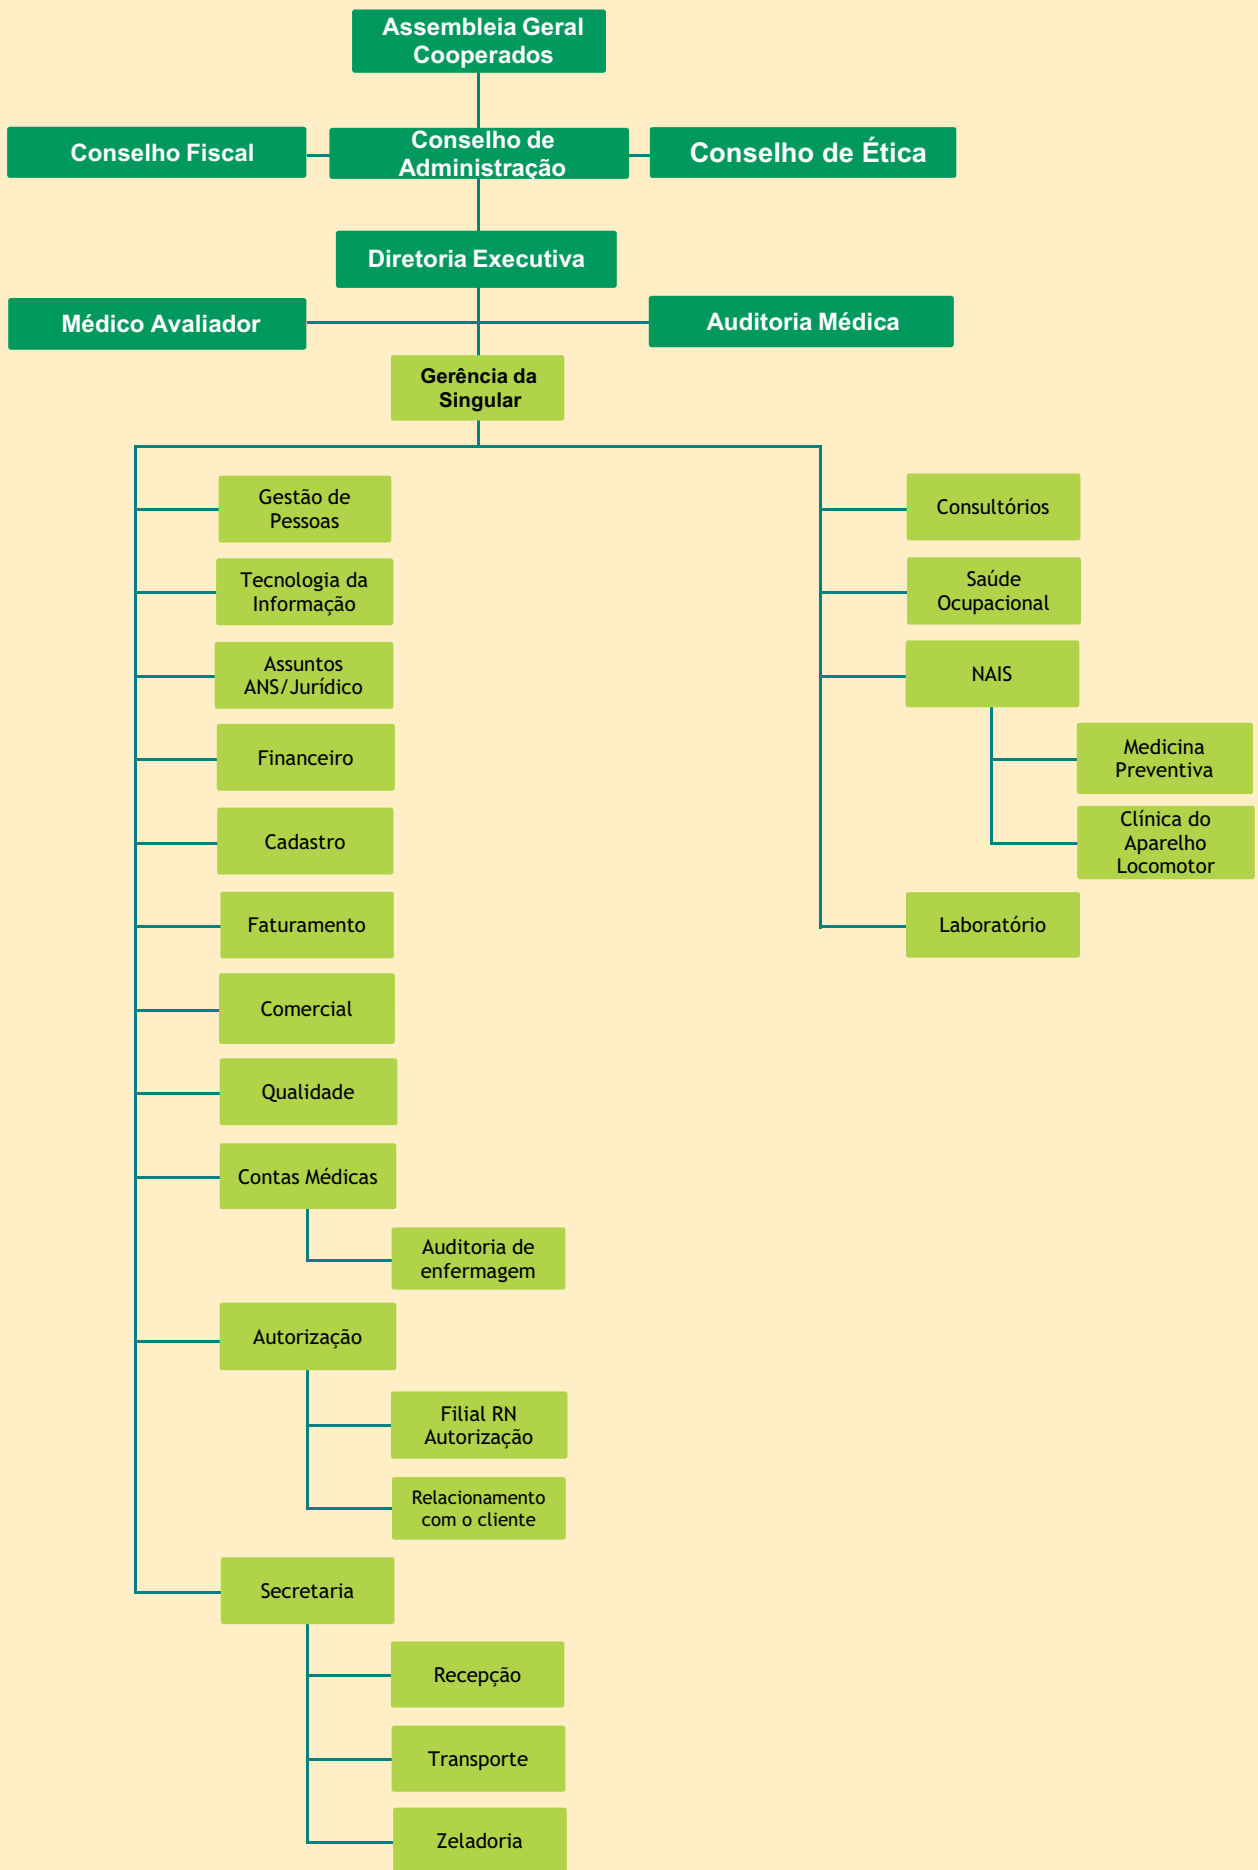 Assembleia Geral
Cooperados
Conselho Fiscal
Conselho de
Administração
Conselho de Ética
Diretoria Executiva
Médico Avaliador
Auditoria Médica
Gerência da
Singular
Gestão de
Pessoas
Tecnologia da
Informação
Assuntos
ANS/Jurídico
Financeiro
Cadastro
Faturamento
Comercial
Qualidade
Contas Médicas
Auditoria de
enfermagem
Autorização
Filial RN
Autorização
Relacionamento
com o cliente
Secretaria
Recepção
Transporte
Zeladoria
Consultórios
Saúde
Ocupacional
NAIS
Medicina
Preventiva
Clínica do
Aparelho
Locomotor
Laboratório